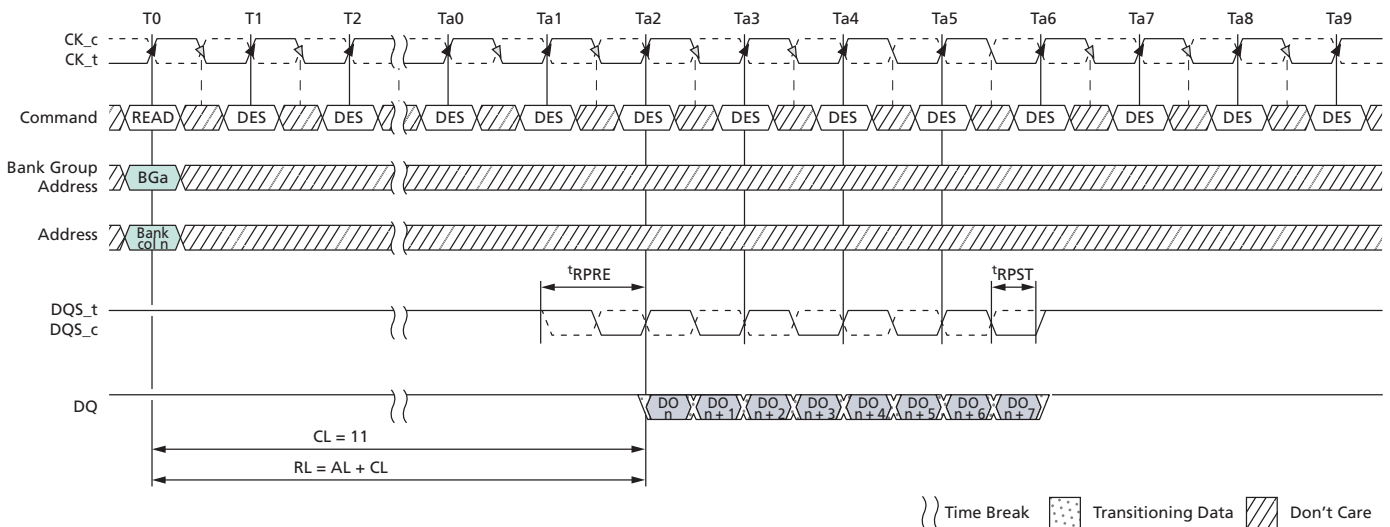 T0 T1 T2 Ta0 Ta1 Ta2 Ta3 Ta4 Ta5 Ta6 Ta7 Ta8 Ta9
CK_c
CK_t
Command READ DES DES DES DES DES DES DES DES DES DES DES DES
Bank Group
Address
BGa
Address
Bank
col n
tRPRE
tRPST
DQS_t
DQS_c
DQ
DO
n
DO
n + 1
DO
n + 2
DO
n + 3
DO
n + 4
DO
n + 5
DO
n + 6
DO
n + 7
CL = 11
RL = AL + CL
Time Break Transitioning Data Don't Care